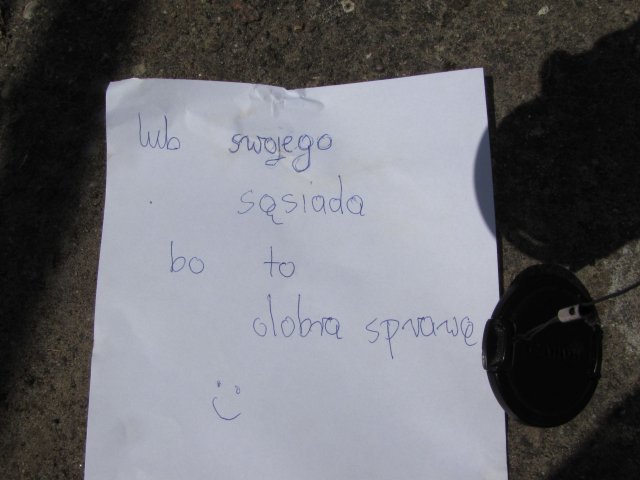 lub swojego
sąsiada
bo to
dobra sprawę